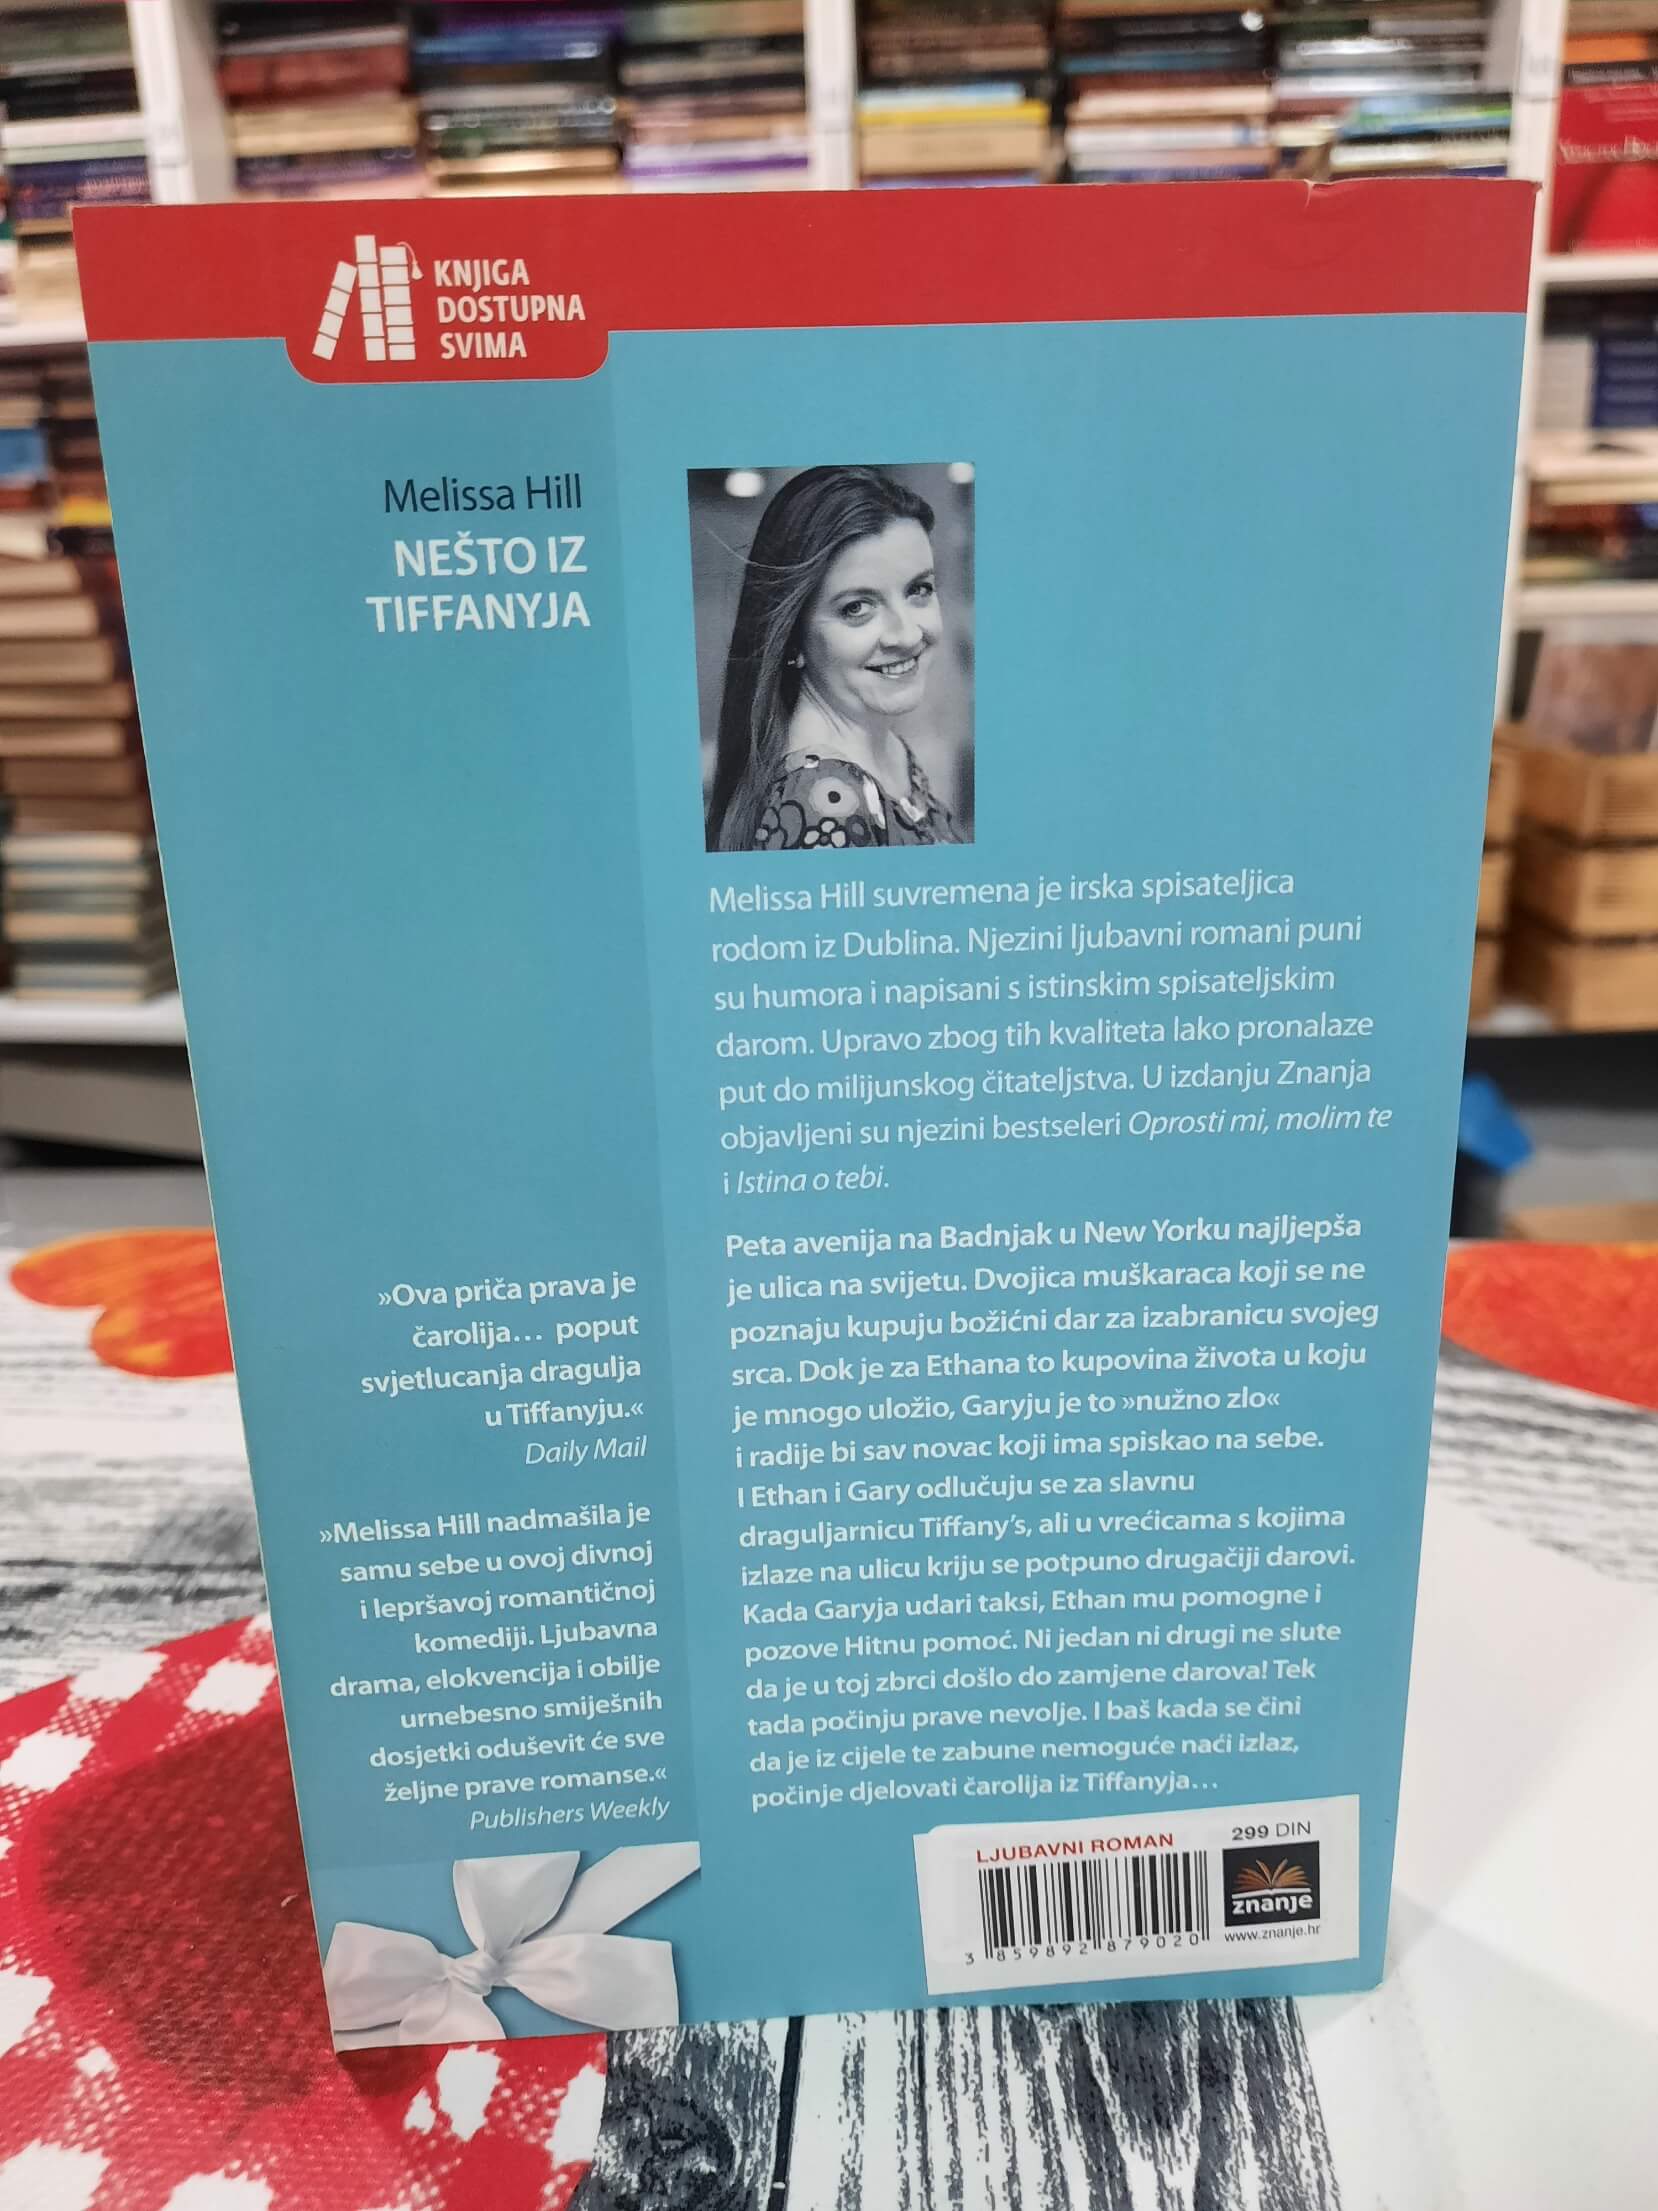 KNJIGA
DOSTUPNA
SVIMA
Melissa Hill
NEŠTO IZ
TIFFANYJA
Melissa Hill suvremena je irska spisateljica
rodom iz Dublina. Njezini ljubavni romani puni
su humora i napisani s istinskim spisateljskim
darom. Upravo zbog tih kvaliteta lako pronalaze
put do milijunskog čitateljstva. U izdanju Znanja
objavljeni su njezini bestseleri Oprosti mi, molim te
i Istina o tebi.
Peta avenija na Badnjak u New Yorku najljepša
je ulica na svijetu. Dvojica muškaraca koji se ne
poznaju kupuju božićni dar za izabranicu svojeg
srca. Dok je za Ethana to kupovina života u koju
je mnogo uložio, Garyju je to »nužno zlo«
i radije bi sav novac koji ima spiskao na sebe.
I Ethan i Gary odlučuju se za slavnu
draguljarnicu Tiffany’s, ali u vrećicama s kojima
izlaze na ulicu kriju se potpuno drugačiji darovi.
Kada Garyja udari taksi, Ethan mu pomogne i
pozove Hitnu pomoć. Ni jedan ni drugi ne slute
da je u toj zbrci došlo do zamjene darova! Tek
tada počinju prave nevolje. I baš kada se čini
da je iz cijele te zabune nemoguće naći izlaz,
počinje djelovati čarolija iz Tiffanyja…
»Ova priča prava je
čarolija… poput
svjetlucanja dragulja
u Tiffanyju.«
Daily Mail
»Melissa Hill nadmašila je
samu sebe u ovoj divnoj
i lepršavoj romantičnoj
komediji. Ljubavna
drama, elokvencija i obilje
urnebesno smiješnih
dosjetki oduševit će sve
željne prave romanse.«
Publishers Weekly
LJUBAVNI ROMAN
299 DIN
znanje
www.znanje.hr
3 859892 879020